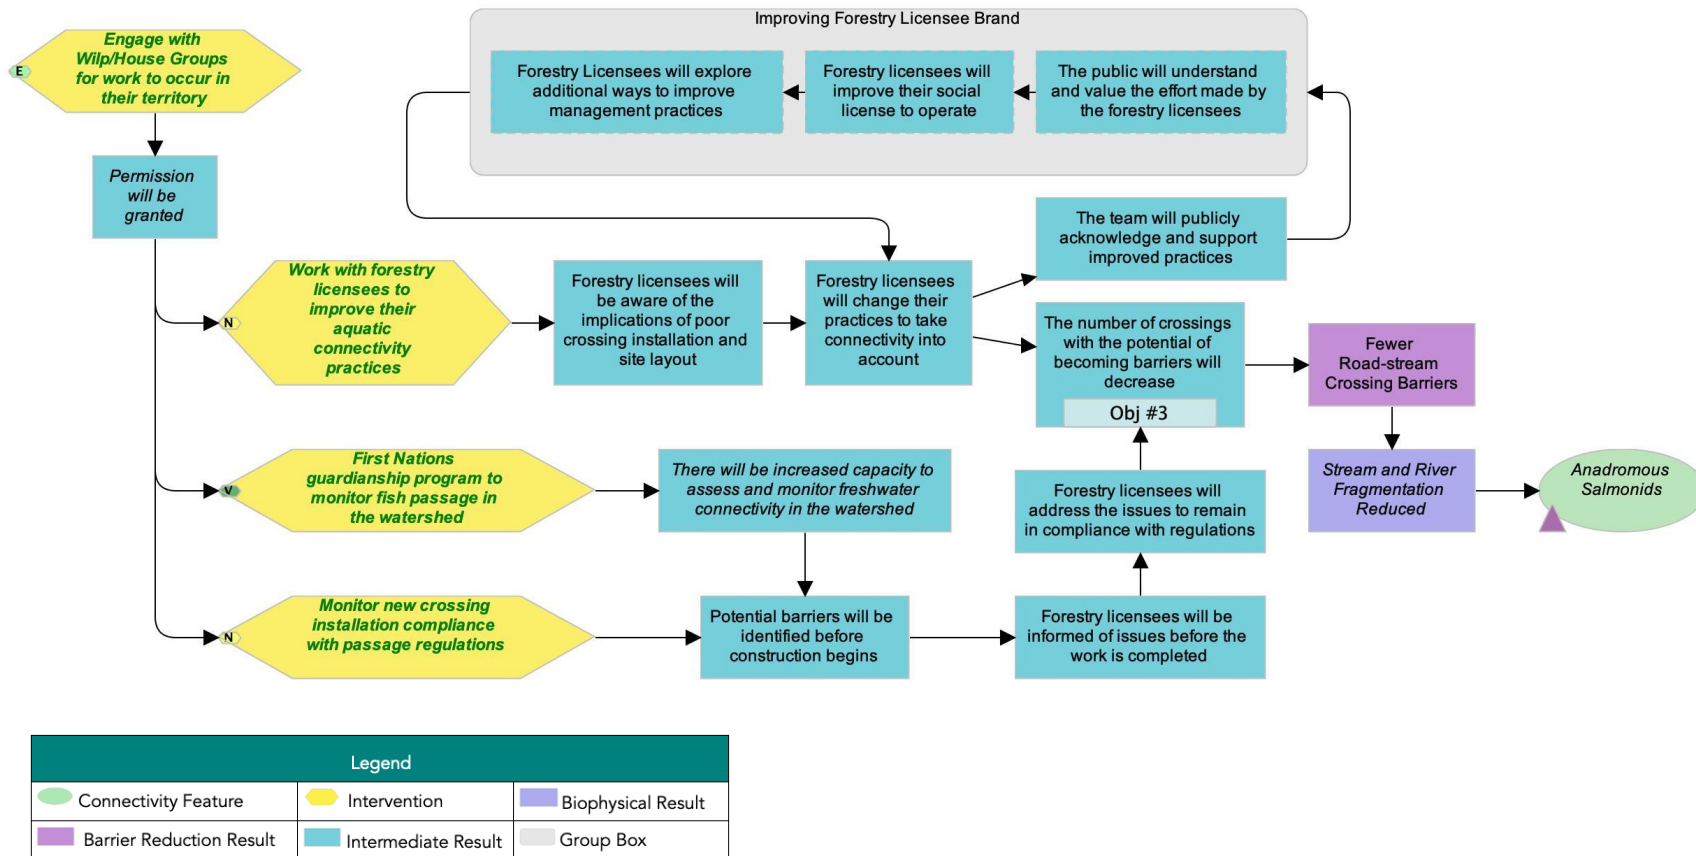 Improving Forestry Licensee Brand
Engage with
Wilp/House Groups
for work to occur in
their territory
E
Forestry Licensees will explore
additional ways to improve
management practices
Forestry licensees will
improve their social
license to operate
The public will understand
and value the effort made by
the forestry licensees
Permission
will be
granted
The team will publicly
acknowledge and support
improved practices
Work with forestry
licensees to
improve their
aquatic
connectivity
practices
N
Forestry licensees will
be aware of the
implications of poor
crossing installation and
site layout
Forestry licensees
will change their
practices to take
connectivity into
account
The number of crossings
with the potential of
becoming barriers will
decrease
Obj #3
Fewer
Road-stream
Crossing Barriers
First Nations
guardianship program to
monitor fish passage in
the watershed
V
There will be increased capacity to
assess and monitor freshwater
connectivity in the watershed
Forestry licensees will
address the issues to remain
in compliance with regulations
Stream and River
Fragmentation
Reduced
Anadromous
Salmonids
Monitor new crossing
installation compliance
with passage regulations
N
Potential barriers will be
identified before
construction begins
Forestry licensees will be
informed of issues before the
work is completed
Legend
Connectivity Feature
Intervention
Biophysical Result
Barrier Reduction Result
Intermediate Result
Group Box